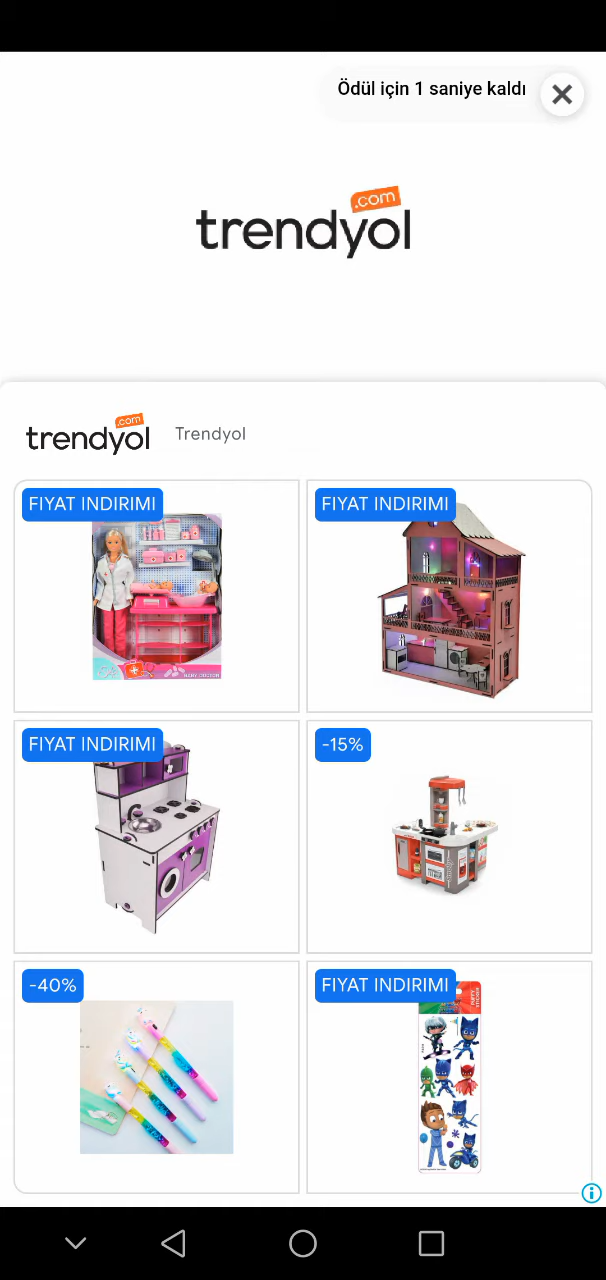 Ödül için 1 saniye kaldı
.com
trendyol
.com
trendyol
Trendyol
FIYAT INDIRIMI
FIYAT INDIRIMI
FIYAT INDIRIMI
-15%
-40%
FIYAT INDIRIMI